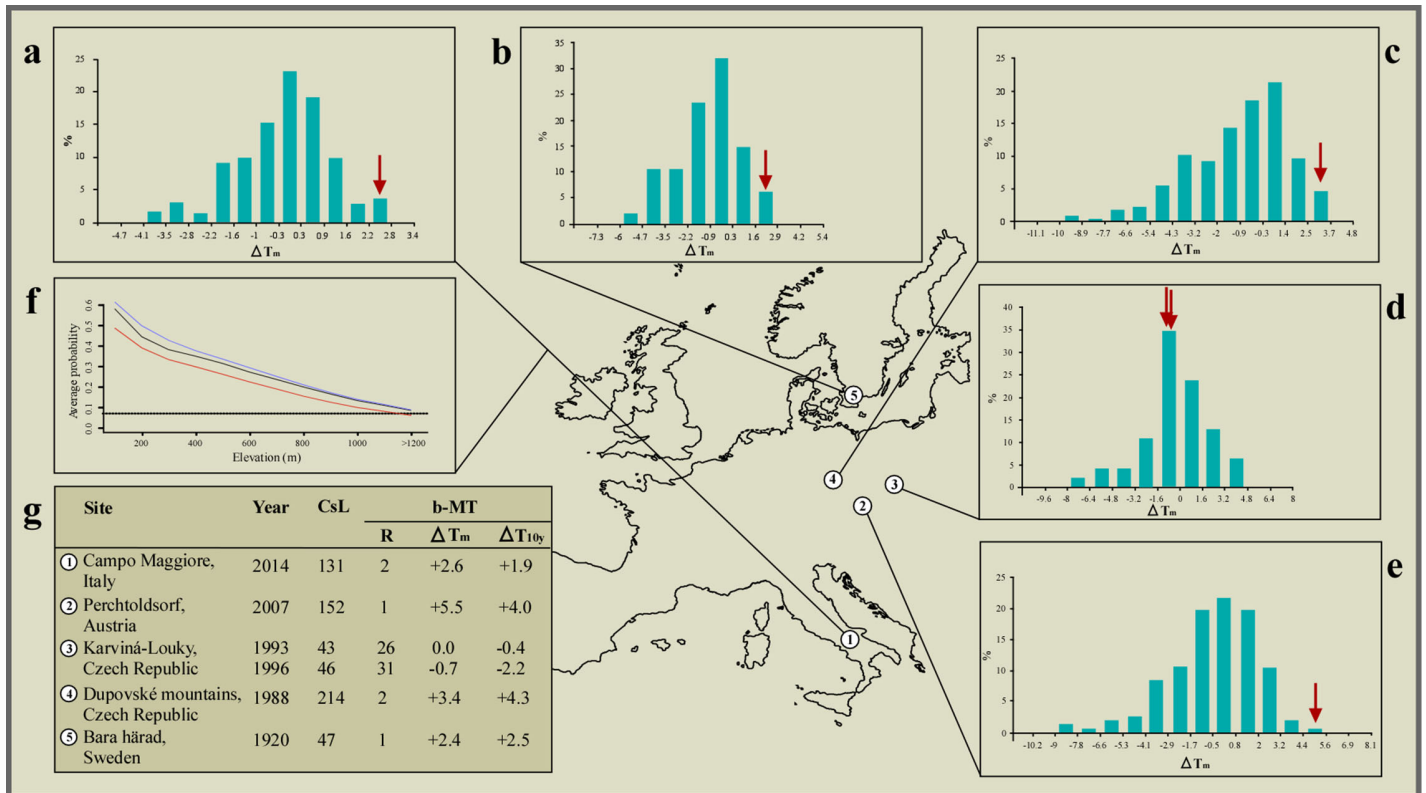 a
25
20
15
10
5
0
%
-4.7 -4.1 -3.5 -2.8 -2.2 -1.6 -1 -0.3 0.3 0.9 1.6 2.2 2.8 3.4
Δ Tm
b
35
30
25
20
15
10
5
0
%
-7.3 -6 -4.7 -3.5 -2.2 -0.9 0.3 1.6 2.9 4.2 5.4
Δ Tm
c
25
20
15
10
5
0
%
-11.1 -10 -8.9 -7.7 -6.6 -5.4 -4.3 -3.2 -2 -0.9 -0.3 1.4 2.5 3.7 4.8
Δ Tm
f
0.6
0.5
0.4
0.3
0.2
0.1
0.0
Average probability
200 400 600 800 1000 >1200
Elevation (m)
d
40
35
30
25
20
15
10
5
0
%
-9.6 -8 -6.4 -4.8 -3.2 -1.6 0 1.6 3.2 4.8 6.4 8
Δ Tm
5
4
3
2
1
g
Site Year CsL b-MT
R Δ Tm ΔT10y
1 Campo Maggiore, 2014 131 2 +2.6 +1.9
Italy
2 Perchtoldsorf, 2007 152 1 +5.5 +4.0
Austria
3 Karviná-Louky, 1993 43 26 0.0 -0.4
Czech Republic 1996 46 31 -0.7 -2.2
4 Dupovské mountains, 1988 214 2 +3.4 +4.3
Czech Republic
5 Bara härad, 1920 47 1 +2.4 +2.5
Sweden
e
25
20
15
10
5
0
%
-10.2 -9 -7.8 -6.6 -5.3 -4.1 -2.9 -1.7 -0.5 0.8 2 3.2 4.4 5.6 6.9 8.1
Δ Tm